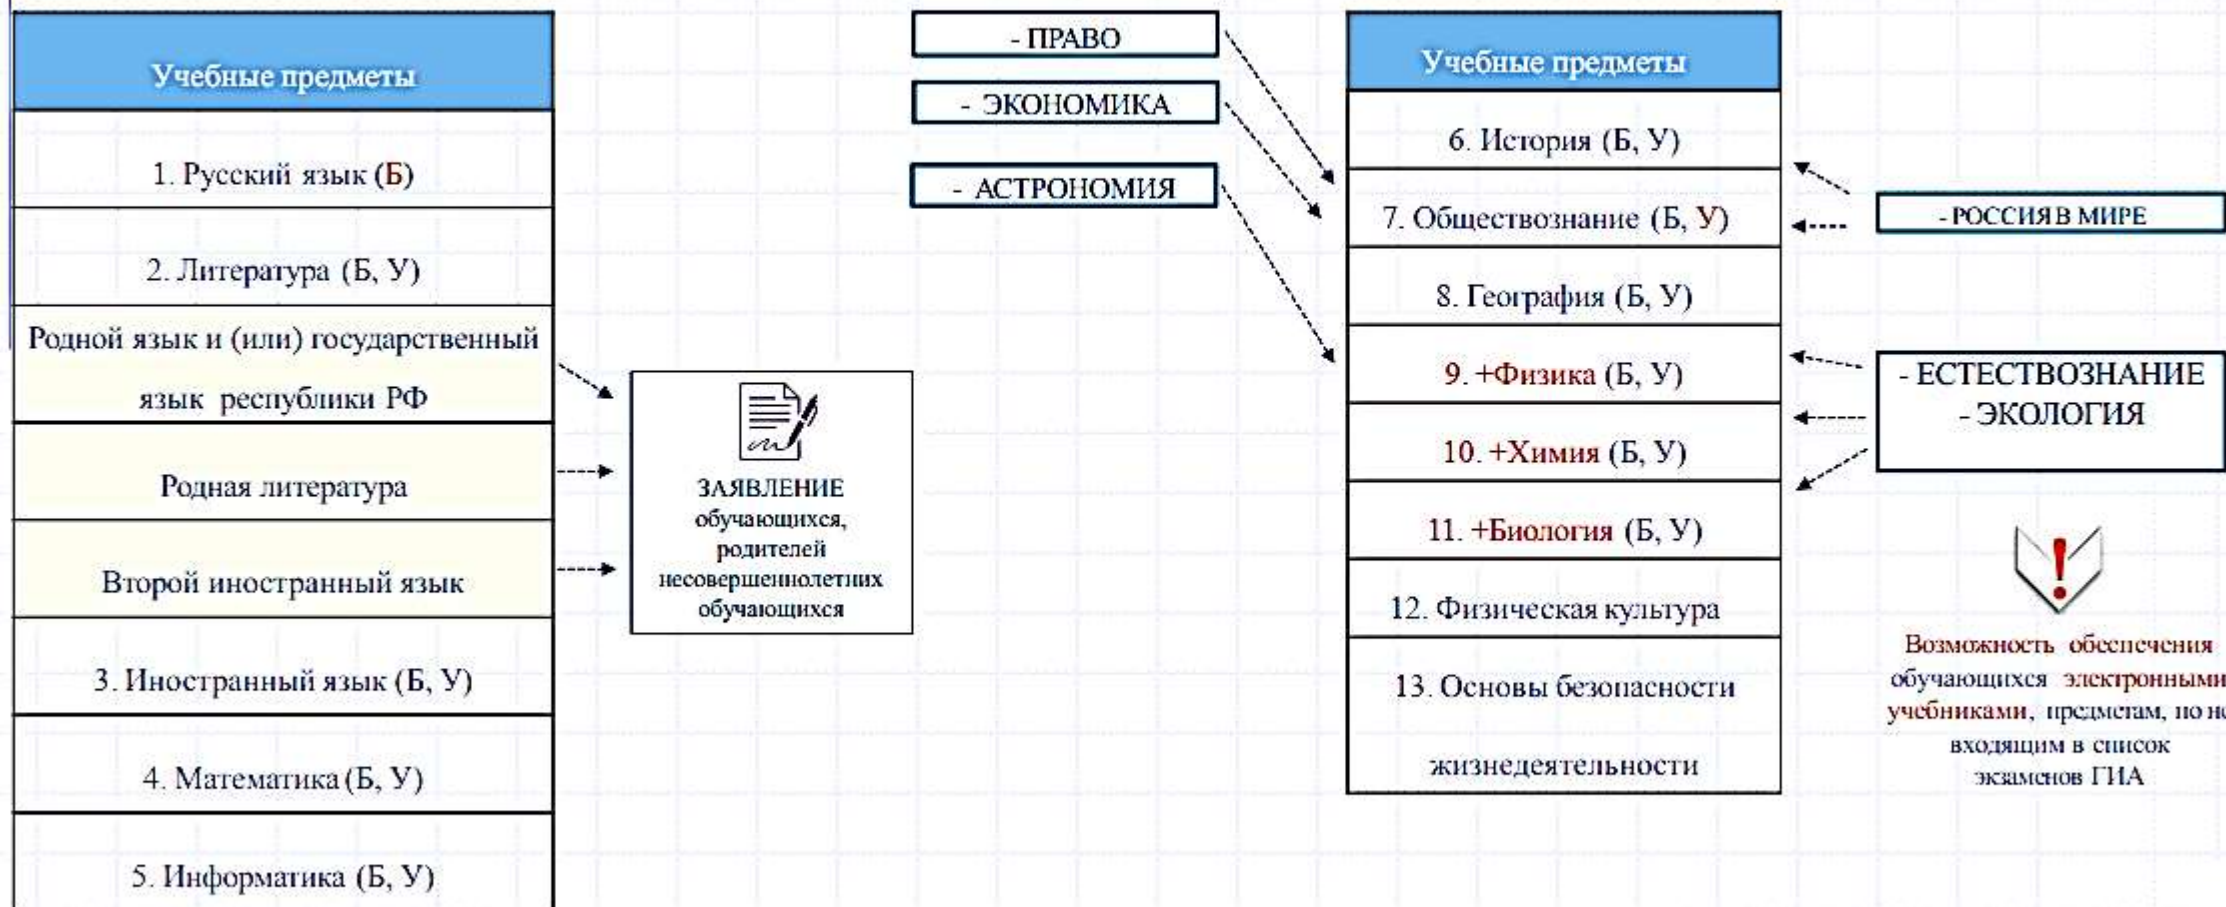 Учебные предметы
1. Русский язык (Б)
2. Литература (Б, У)
Родной язык и (или) государственный
язык республики РФ
Родная литература
Второй иностранный язык
3. Иностранный язык (Б, У)
4. Математика (Б, У)
5. Информатика (Б, У)
ЗАЯВЛЕНИЕ
обучающихся,
родителей
несовершеннолетних
обучающихся
- ПРАВО
- ЭКОНОМИКА
- АСТРОНОМИЯ
Учебные предметы
6. История (Б, У)
7. Обществознание (Б, У)
8. География (Б, У)
9. +Физика (Б, У)
10. +Химия (Б, У)
11. +Биология (Б, У)
12. Физическая культура
13. Основы безопасности
жизнедеятельности
- РОССИЯ В МИРЕ
- ЕСТЕСТВОЗНАНИЕ
- ЭКОЛОГИЯ
Возможность обеспечения
обучающихся электронными
учебниками, предметам, по не
входящим в список
экзаменов ГИА